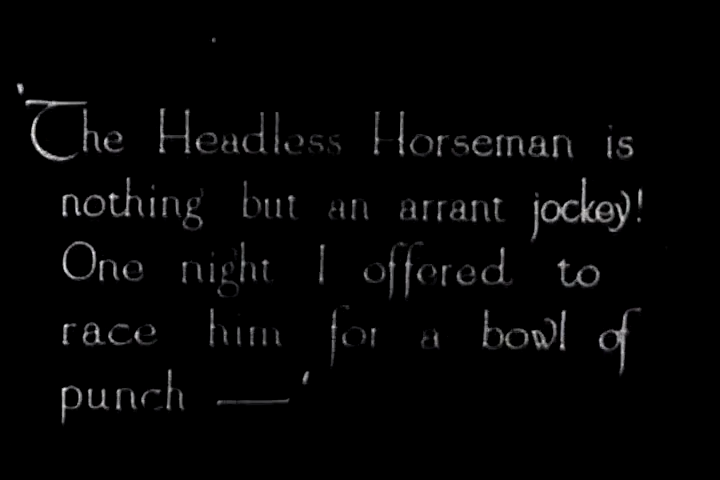 'The Headless Horseman is
nothing but an arrant jockey!
One night I offered to
race him for a bowl of
punch —'